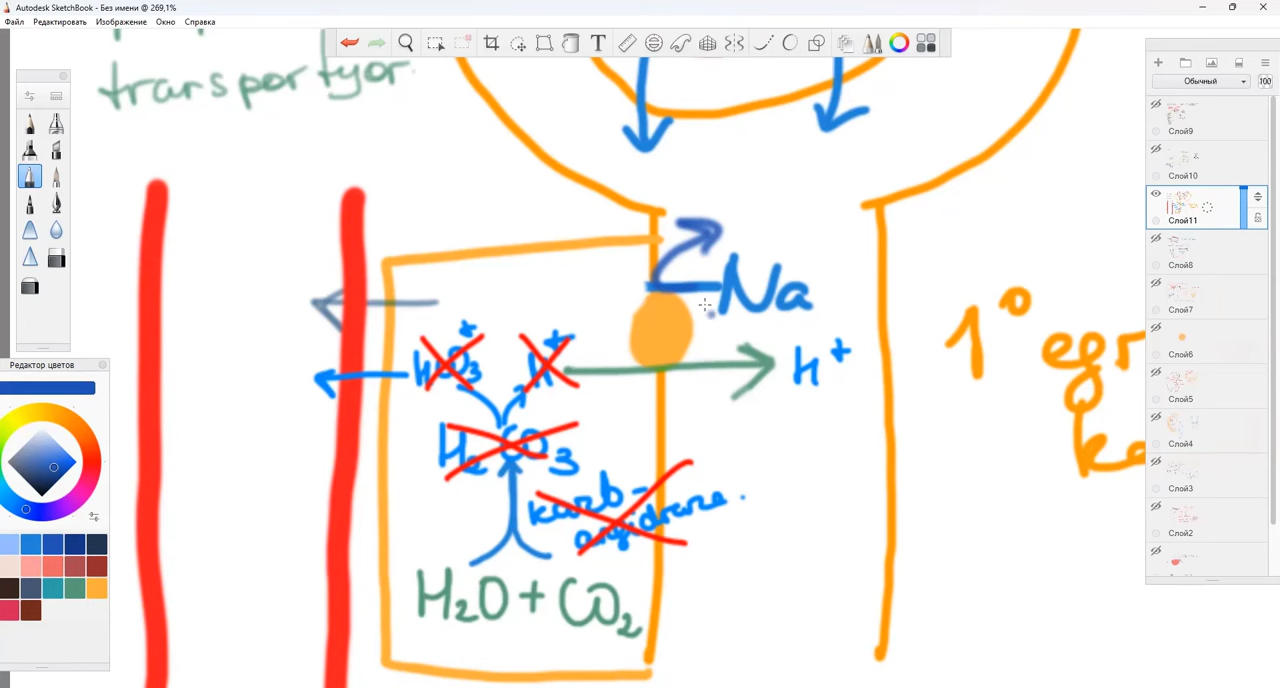 Autodesk SketchBook - Без имени @ 269,1%
Файл Редактировать Изображение Окно Справка
transportyor.
Обычный 100
Слой9
Слой10
Слой11
Слой8
Слой7
Слой6
Слой5
Слой4
Слой3
Слой2
Редактор цветов
Na
1° egr
HCO3 H+
H+
H2CO3
karb-
angidraza.
H2O + CO2